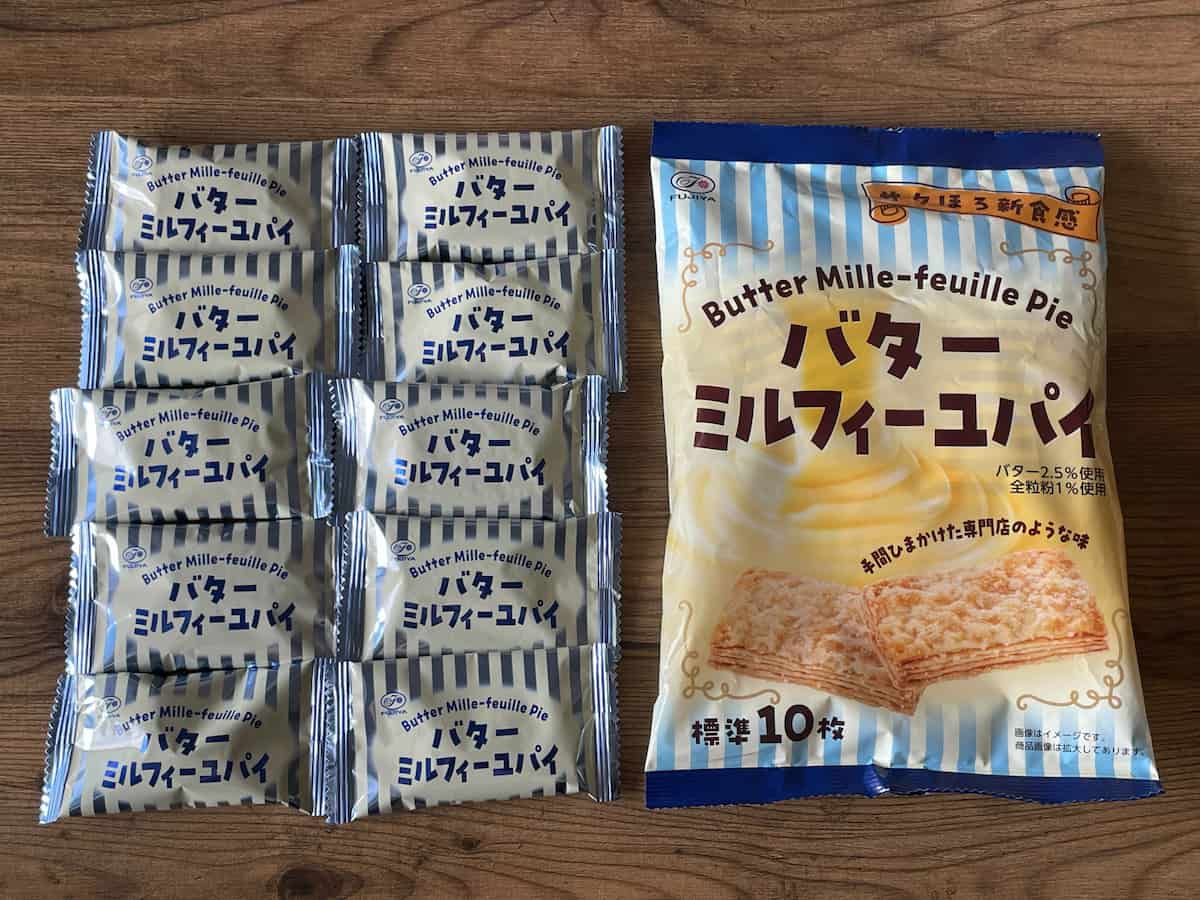 FUJIYA
Butter Mille-feuille Pie
バター
ミルフィーユパイ
FUJIYA
Butter Mille-feuille Pie
バター
ミルフィーユパイ
FUJIYA
Butter Mille-feuille Pie
バター
ミルフィーユパイ
FUJIYA
Butter Mille-feuille Pie
バター
ミルフィーユパイ
FUJIYA
Butter Mille-feuille Pie
バター
ミルフィーユパイ
FUJIYA
Butter Mille-feuille Pie
バター
ミルフィーユパイ
FUJIYA
Butter Mille-feuille Pie
バター
ミルフィーユパイ
FUJIYA
Butter Mille-feuille Pie
バター
ミルフィーユパイ
FUJIYA
Butter Mille-feuille Pie
バター
ミルフィーユパイ
FUJIYA
Butter Mille-feuille Pie
バター
ミルフィーユパイ
FUJIYA
サクほろ新食感
Butter Mille-feuille Pie
バター
ミルフィーユパイ
バター2.5%使用
全粒粉1%使用
手間ひまかけた専門店のような味
標準10枚
画像はイメージです。
商品画像は拡大してあります。